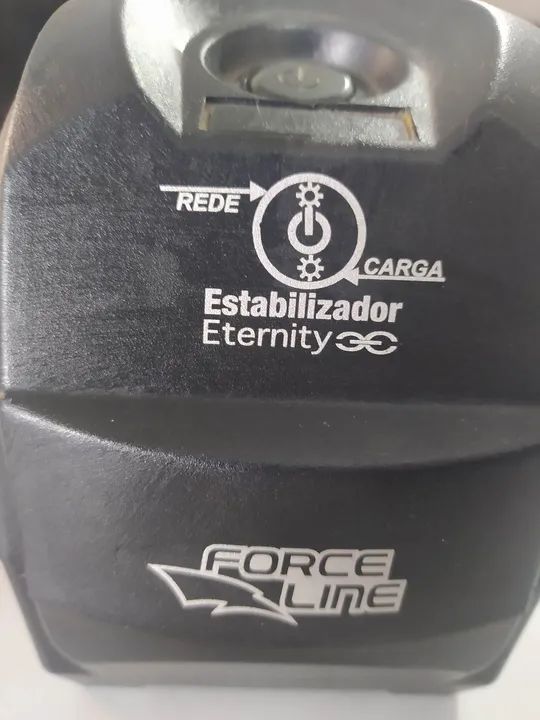 REDE
CARGA
Estabilizador
Eternity
FORCE
LINE